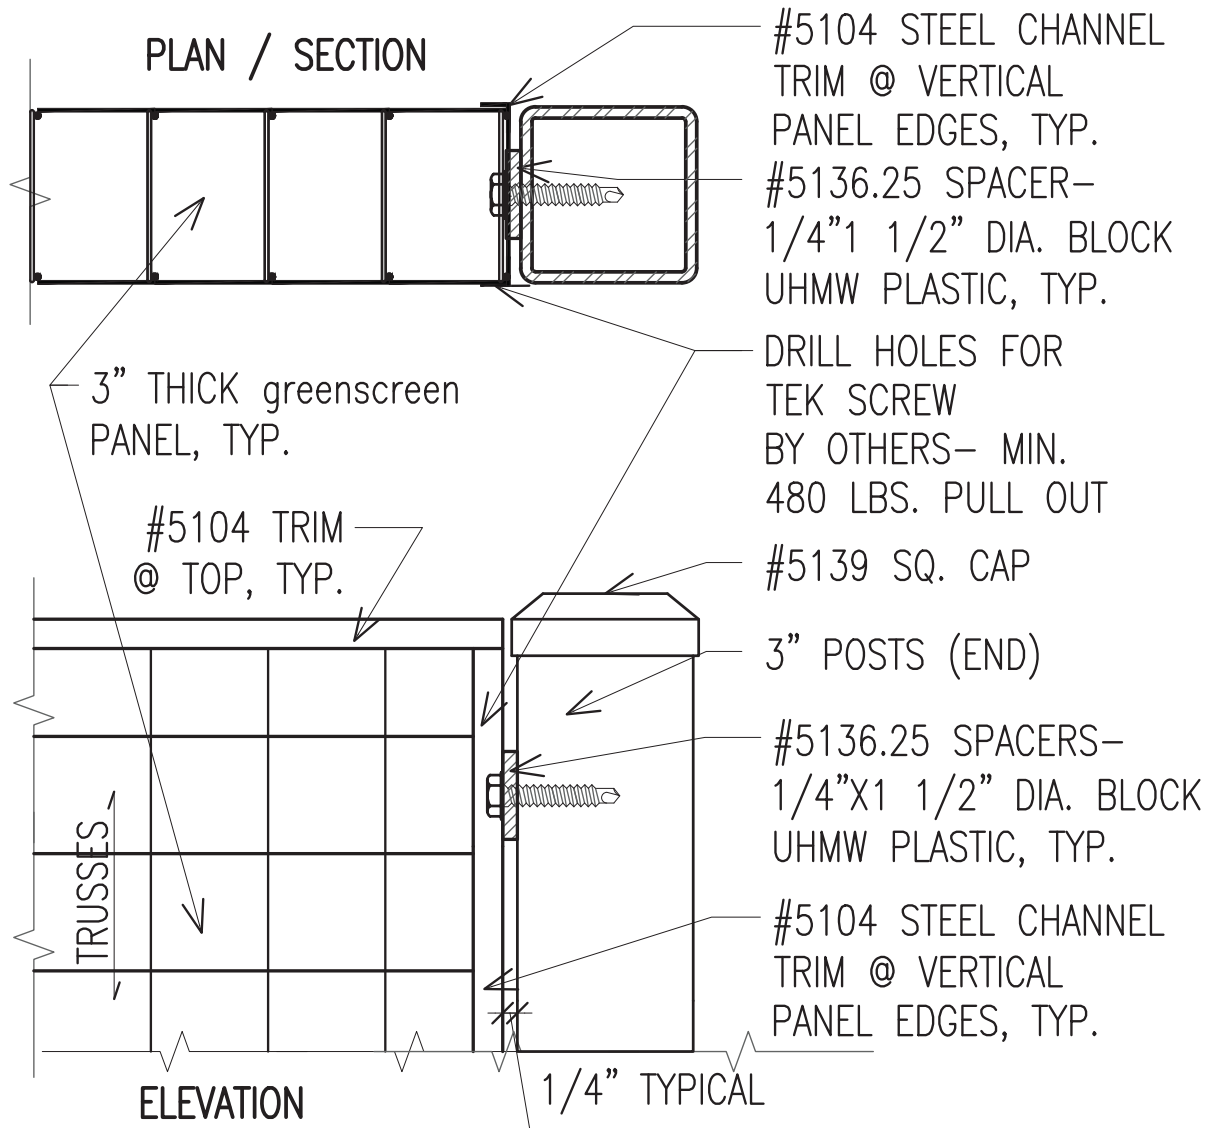 PLAN / SECTION
#5104 STEEL CHANNEL
TRIM @ VERTICAL
PANEL EDGES, TYP.
#5136.25 SPACER-
1/4”1 1/2” DIA. BLOCK
UHMW PLASTIC, TYP.
DRILL HOLES FOR
TEK SCREW
BY OTHERS- MIN.
480 LBS. PULL OUT
3” THICK greenscreen
PANEL, TYP.
#5104 TRIM
@ TOP, TYP.
#5139 SQ. CAP
3” POSTS (END)
#5136.25 SPACERS-
1/4”X1 1/2” DIA. BLOCK
UHMW PLASTIC, TYP.
TRUSSES
#5104 STEEL CHANNEL
TRIM @ VERTICAL
PANEL EDGES, TYP.
1/4” TYPICAL
ELEVATION